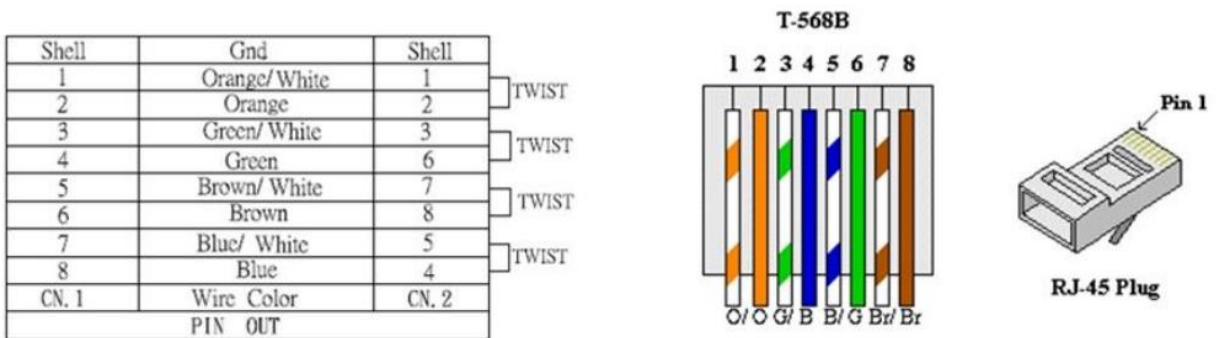 Shell Gnd Shell
1 Orange/ White 1
TWIST
2 Orange 2
3 Green/ White 3
TWIST
4 Green 6
5 Brown/ White 7
TWIST
6 Brown 8
7 Blue/ White 5
TWIST
8 Blue 4
CN. 1 Wire Color CN. 2
PIN OUT
T-568B
1 2 3 4 5 6 7 8
O/ O G/ B B/ G Br/ Br
Pin 1
RJ-45 Plug